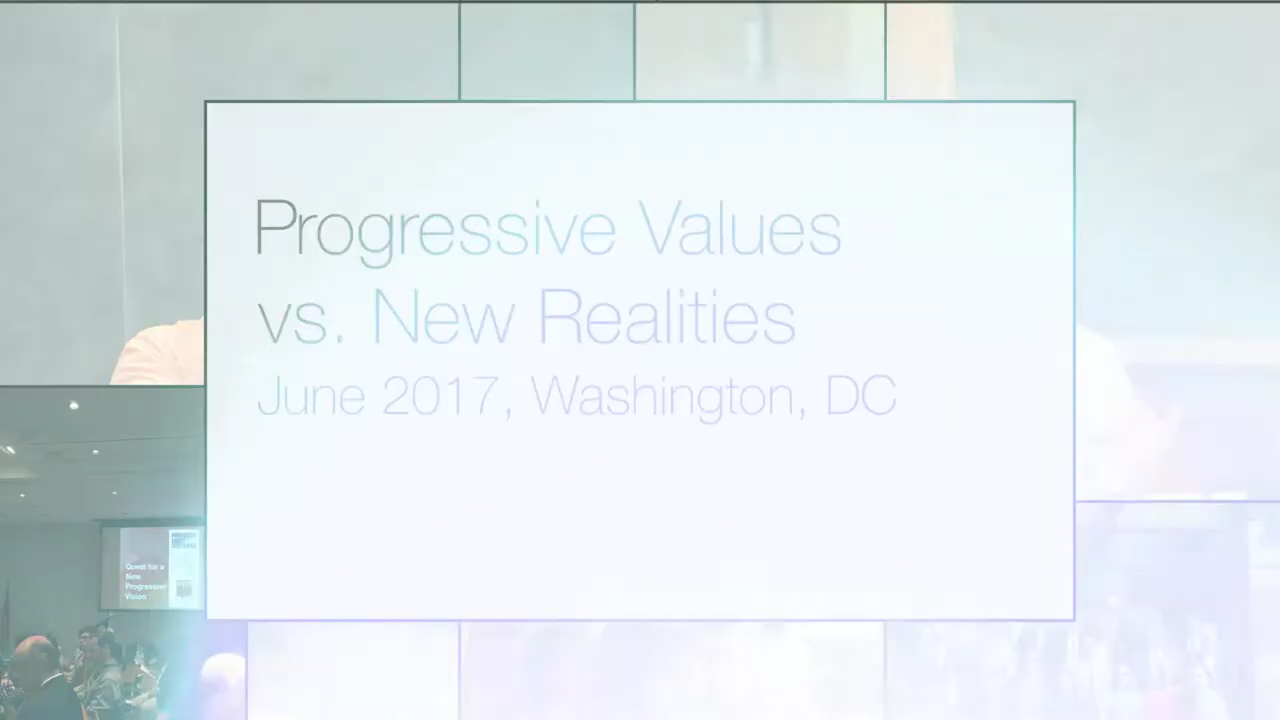 Progressive Values
vs. New Realities
June 2017, Washington, DC
Quest for a
New
Progressive
Vision